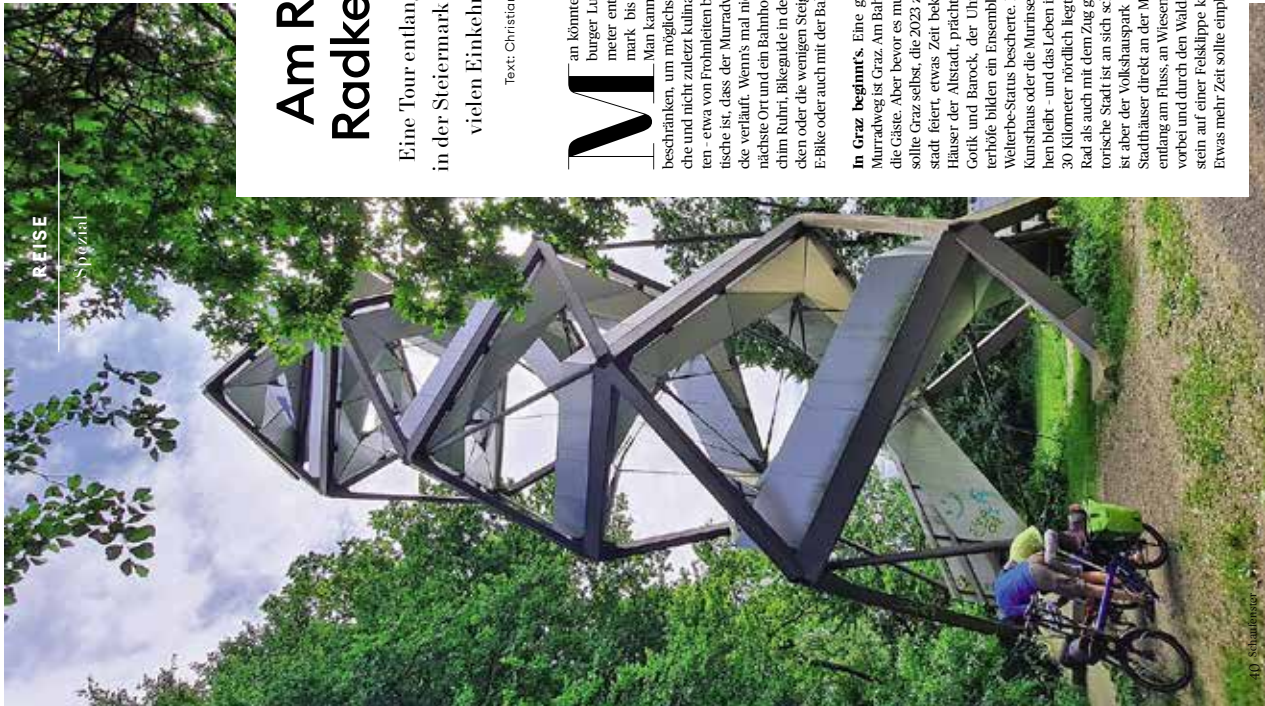 REISE
Spezial
Am R
Radke
Eine Tour entlang
in der Steiermark
vielen Einkehr
Text: Christian
Man könnte
burger Lu
meter ent
mark bis
Man kann
beschränken, um möglichs
che und nicht zuletzt kulina
ten - etwa von Frohnleiten b
tische ist, dass der Murradw
cke verläuft. Wenn's mal nic
nächste Ort und ein Bahnho
chim Ruhri, Bikeguide in de
cken oder die wenigen Steig
E-Bike oder auch mit der Ba
In Graz beginnt's. Eine g
Murradweg ist Graz. Am Bah
die Gäste. Aber bevor es mu
sollte Graz selbst, die 2023 z
stadt feiert, etwas Zeit bek
Häuser der Altstadt, prächt
Gotik und Barock, der Uh
terhöfe bilden ein Ensembl
Welterbe-Status bescherte.
Kunsthaus oder die Murinse
hen bleibt - und das Leben i
30 Kilometer nördlich liegt
Rad als auch mit dem Zug g
torische Stadt ist an sich sc
ist aber der Volkshauspark
Stadthäuser direkt an der M
entlang am Fluss, an Wiesen
vorbei und durch den Wald.
stein auf einer Felsklippe k
Etwas mehr Zeit sollte einpl
40 Schaufenster